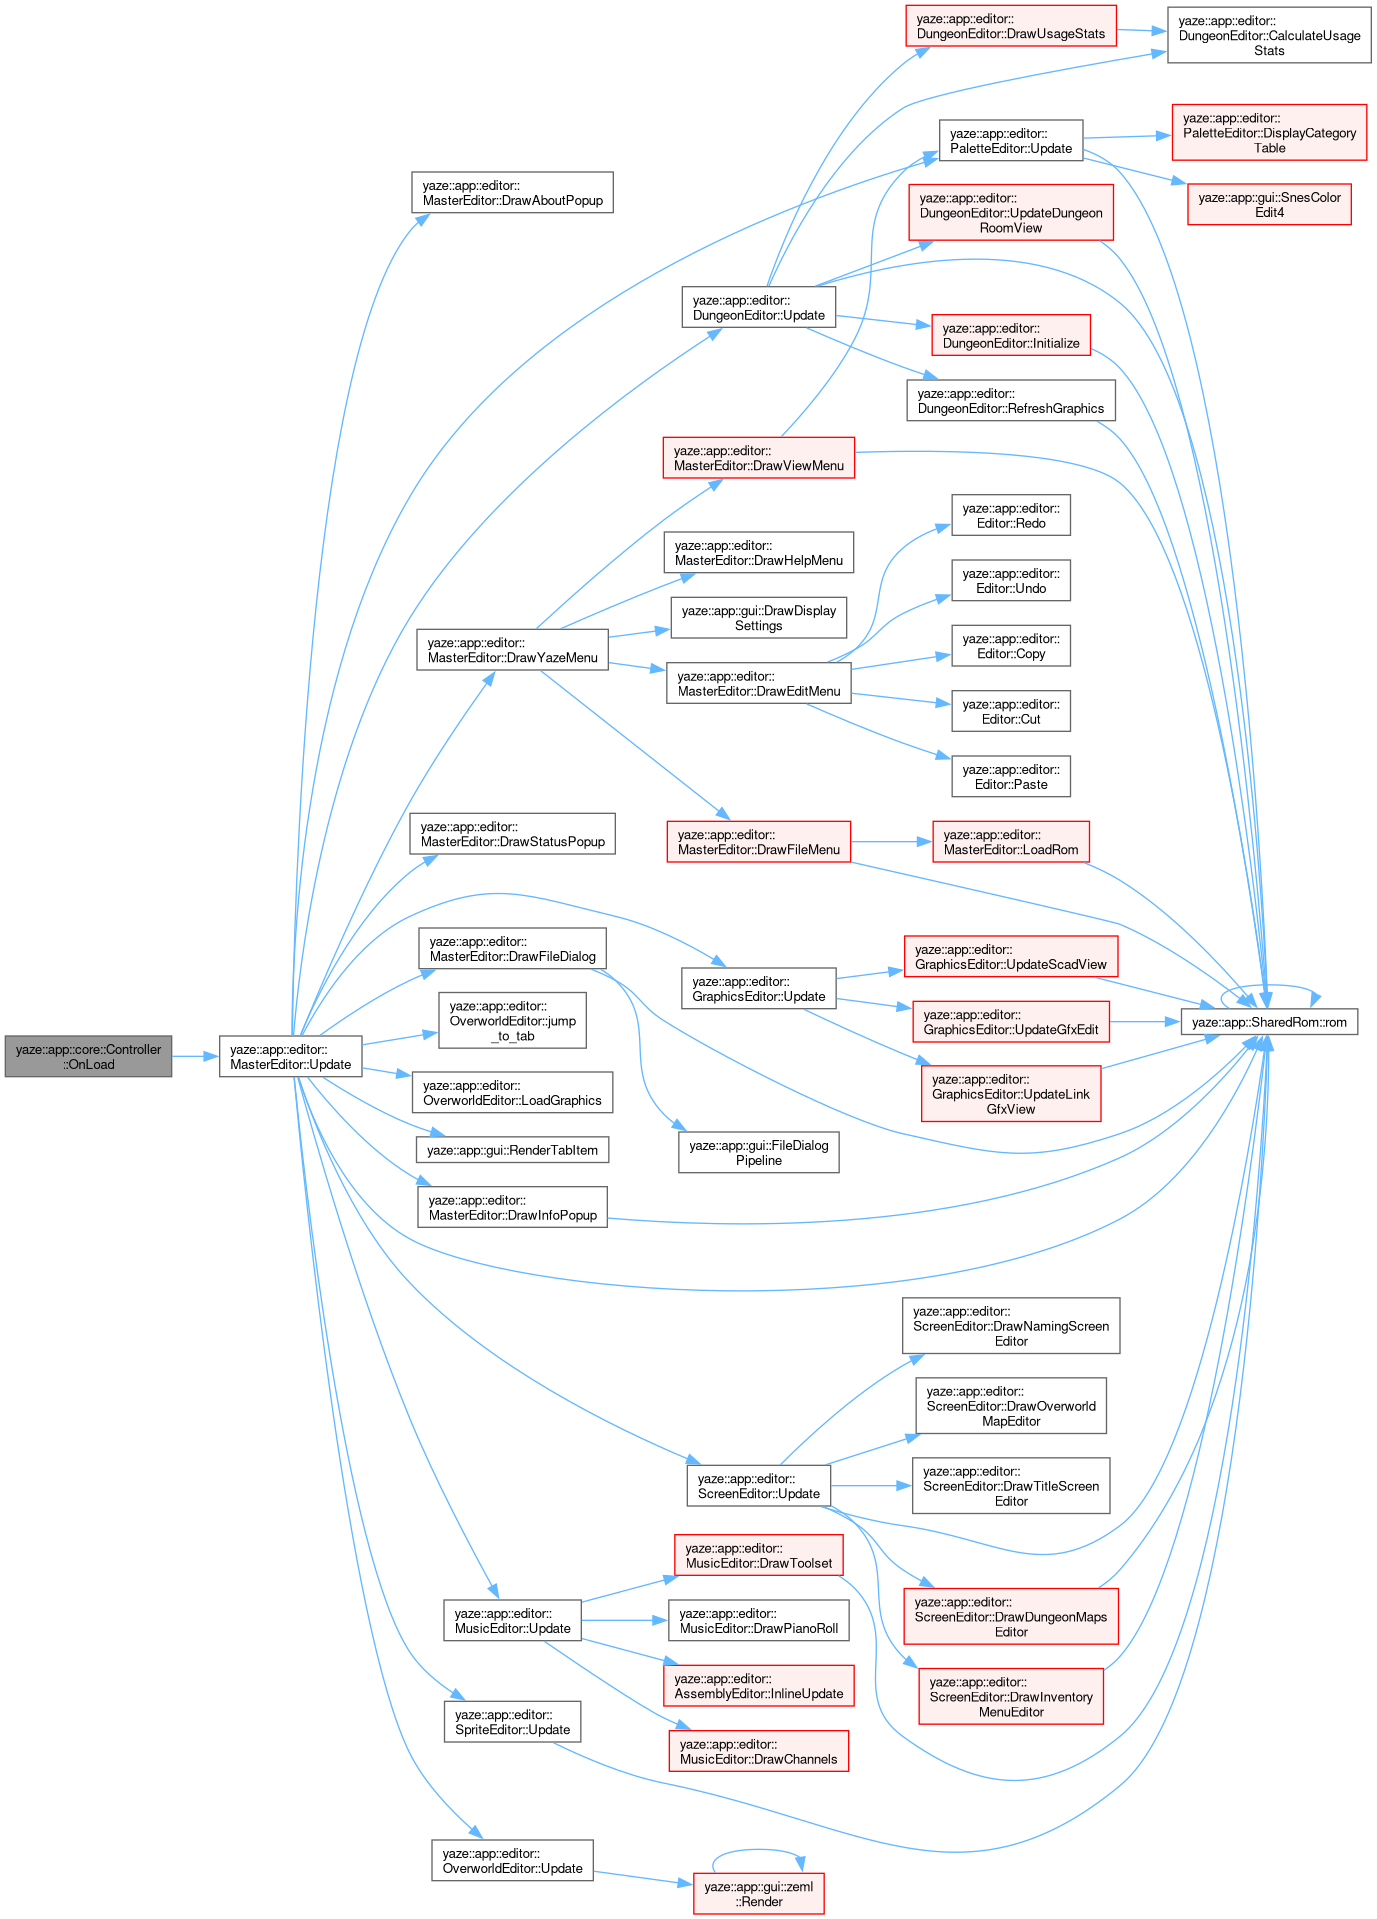 yaze::app::editor::
DungeonEditor::DrawUsageStats
yaze::app::editor::
DungeonEditor::CalculateUsage
Stats
yaze::app::editor::
PaletteEditor::Update
yaze::app::editor::
PaletteEditor::DisplayCategory
Table
yaze::app::editor::
MasterEditor::DrawAboutPopup
yaze::app::editor::
DungeonEditor::UpdateDungeon
RoomView
yaze::app::gui::SnesColor
Edit4
yaze::app::editor::
DungeonEditor::Update
yaze::app::editor::
DungeonEditor::Initialize
yaze::app::editor::
DungeonEditor::RefreshGraphics
yaze::app::editor::
MasterEditor::DrawViewMenu
yaze::app::editor::
Editor::Redo
yaze::app::editor::
MasterEditor::DrawHelpMenu
yaze::app::editor::
Editor::Undo
yaze::app::gui::DrawDisplay
Settings
yaze::app::editor::
MasterEditor::DrawYazeMenu
yaze::app::editor::
Editor::Copy
yaze::app::editor::
MasterEditor::DrawEditMenu
yaze::app::editor::
Editor::Cut
yaze::app::editor::
Editor::Paste
yaze::app::editor::
MasterEditor::DrawStatusPopup
yaze::app::editor::
MasterEditor::DrawFileMenu
yaze::app::editor::
MasterEditor::LoadRom
yaze::app::editor::
MasterEditor::DrawFileDialog
yaze::app::editor::
GraphicsEditor::UpdateScadView
yaze::app::editor::
GraphicsEditor::Update
yaze::app::editor::
OverworldEditor::jump
_to_tab
yaze::app::editor::
GraphicsEditor::UpdateGfxEdit
yaze::app::SharedRom::rom
yaze::app::core::Controller
::OnLoad
yaze::app::editor::
MasterEditor::Update
yaze::app::editor::
OverworldEditor::LoadGraphics
yaze::app::editor::
GraphicsEditor::UpdateLink
GfxView
yaze::app::gui::RenderTabItem
yaze::app::gui::FileDialog
Pipeline
yaze::app::editor::
MasterEditor::DrawInfoPopup
yaze::app::editor::
ScreenEditor::DrawNamingScreen
Editor
yaze::app::editor::
ScreenEditor::DrawOverworld
MapEditor
yaze::app::editor::
ScreenEditor::Update
yaze::app::editor::
ScreenEditor::DrawTitleScreen
Editor
yaze::app::editor::
MusicEditor::DrawToolset
yaze::app::editor::
MusicEditor::Update
yaze::app::editor::
MusicEditor::DrawPianoRoll
yaze::app::editor::
ScreenEditor::DrawDungeonMaps
Editor
yaze::app::editor::
AssemblyEditor::InlineUpdate
yaze::app::editor::
ScreenEditor::DrawInventory
MenuEditor
yaze::app::editor::
SpriteEditor::Update
yaze::app::editor::
MusicEditor::DrawChannels
yaze::app::editor::
OverworldEditor::Update
yaze::app::gui::zeml
::Render